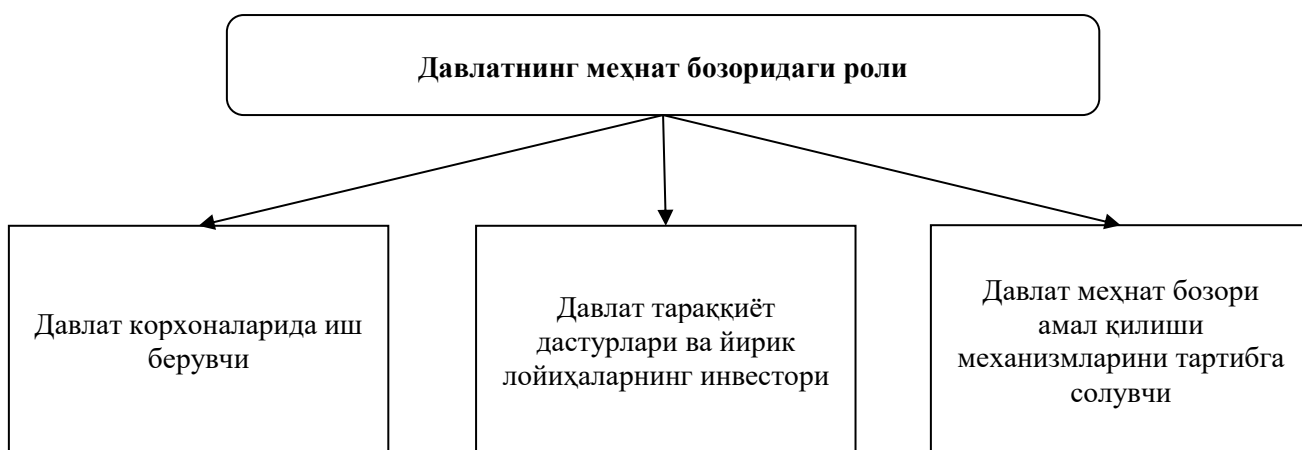 Давлатнинг меҳнат бозоридаги роли
Давлат корхоналарида иш
берувчи
Давлат тараққиёт
дастурлари ва йирик
лойиҳаларнинг инвестори
Давлат меҳнат бозори
амал қилиши
механизмларини тартибга
солувчи